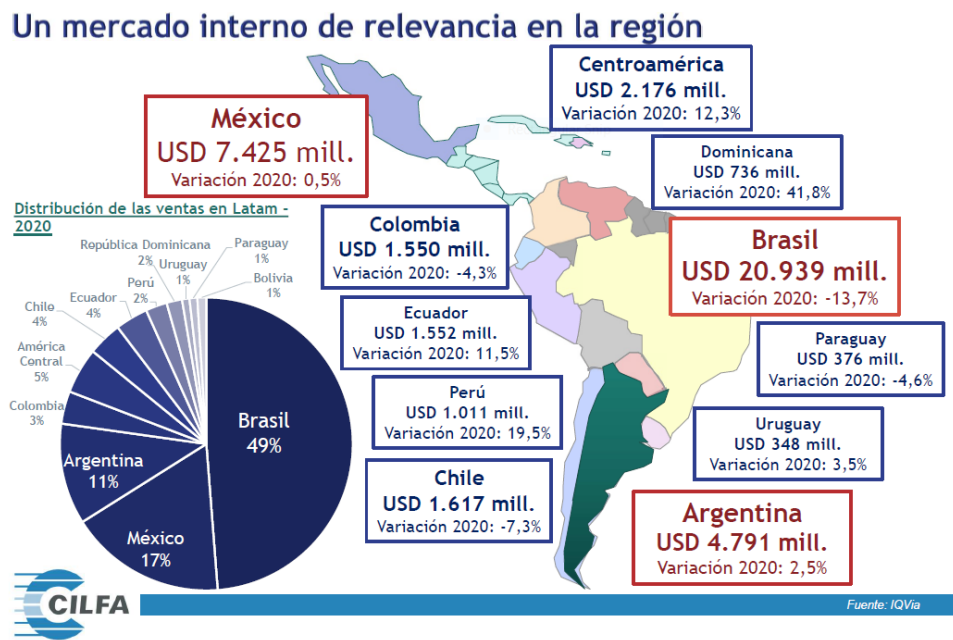 Un mercado interno de relevancia en la región
Centroamérica
USD 2.176 mill.
Variación 2020: 12,3%
México
USD 7.425 mill.
Variación 2020: 0,5%
Dominicana
USD 736 mill.
Variación 2020: 41,8%
Distribución de las ventas en Latam -
2020
Colombia
USD 1.550 mill.
Variación 2020: -4,3%
Brasil
USD 20.939 mill.
Variación 2020: -13,7%
Ecuador
USD 1.552 mill.
Variación 2020: 11,5%
Paraguay
USD 376 mill.
Variación 2020: -4,6%
Perú
USD 1.011 mill.
Variación 2020: 19,5%
Uruguay
USD 348 mill.
Variación 2020: 3,5%
Chile
USD 1.617 mill.
Variación 2020: -7,3%
Argentina
USD 4.791 mill.
Variación 2020: 2,5%
República Dominicana
2%
Paraguay
1%
Uruguay
1%
Bolivia
1%
Perú
2%
Ecuador
4%
Chile
4%
América
Central
5%
Colombia
3%
Argentina
11%
México
17%
Brasil
49%
CILFA
Fuente: IQVia